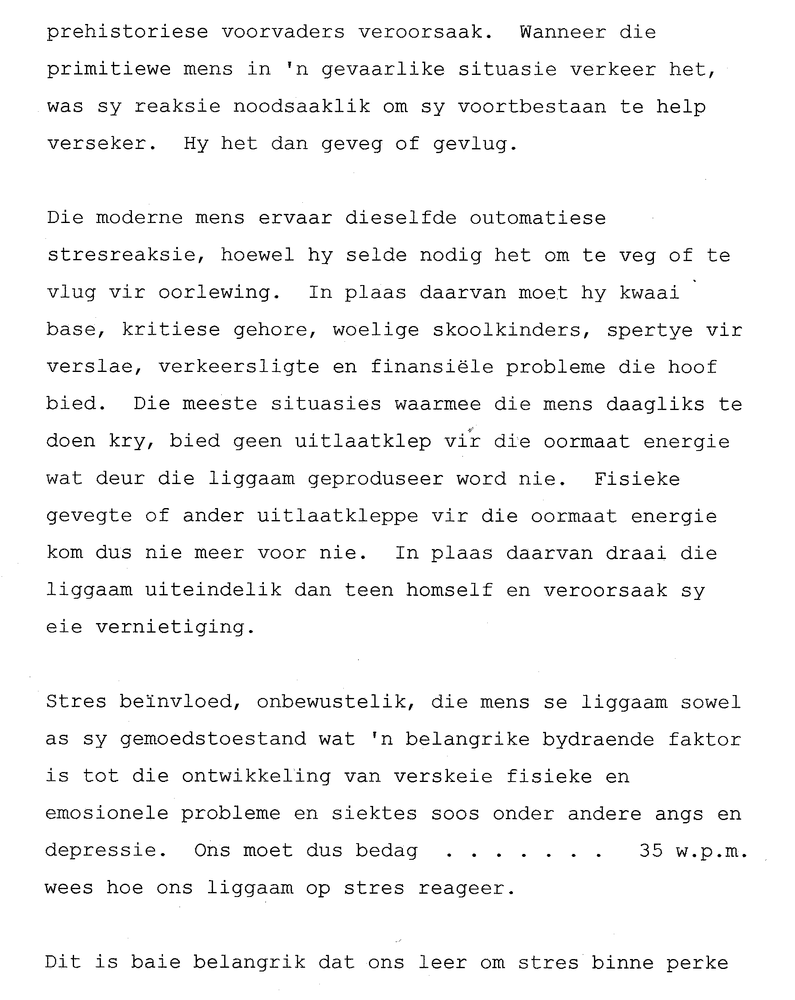 prehistoriese voorvaders veroorsaak.  Wanneer die
primitiewe mens in 'n gevaarlike situasie verkeer het,
was sy reaksie noodsaaklik om sy voortbestaan te help
verseker.  Hy het dan geveg of gevlug.
Die moderne mens ervaar dieselfde outomatiese
stresreaksie, hoewel hy selde nodig het om te veg of te
vlug vir oorlewing.  In plaas daarvan moet hy kwaai
base, kritiese gehore, woelige skoolkinders, spertye vir
verslae, verkeersligte en finansiële probleme die hoof
bied.  Die meeste situasies waarmee die mens daagliks te
doen kry, bied geen uitlaatklep vir die oormaat energie
wat deur die liggaam geproduseer word nie.  Fisieke
gevegte of ander uitlaatkleppe vir die oormaat energie
kom dus nie meer voor nie.  In plaas daarvan draai die
liggaam uiteindelik dan teen homself en veroorsaak sy
eie vernietiging.
Stres beïnvloed, onbewustelik, die mens se liggaam sowel
as sy gemoedstoestand wat 'n belangrike bydraende faktor
is tot die ontwikkeling van verskeie fisieke en
emosionele probleme en siektes soos onder andere angs en
depressie.  Ons moet dus bedag  . . . . . . .  35 w.p.m.
wees hoe ons liggaam op stres reageer.
Dit is baie belangrik dat ons leer om stres binne perke